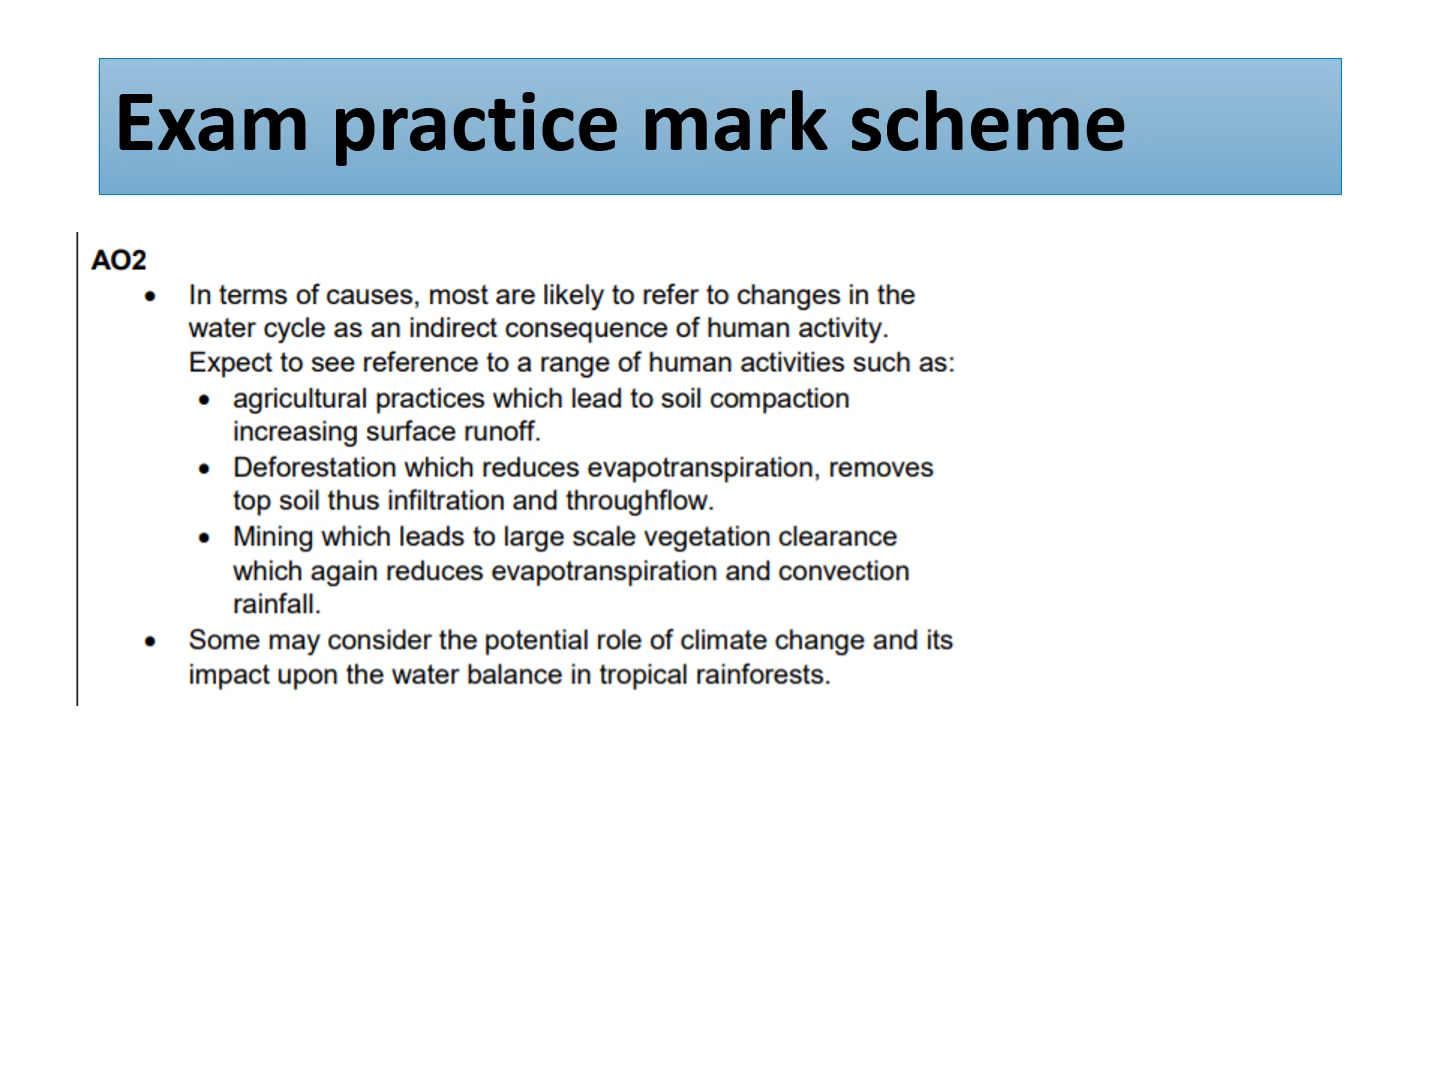 Exam practice mark scheme
AO2
• In terms of causes, most are likely to refer to changes in the
water cycle as an indirect consequence of human activity.
Expect to see reference to a range of human activities such as:
• agricultural practices which lead to soil compaction
increasing surface runoff.
• Deforestation which reduces evapotranspiration, removes
top soil thus infiltration and throughflow.
• Mining which leads to large scale vegetation clearance
which again reduces evapotranspiration and convection
rainfall.
• Some may consider the potential role of climate change and its
impact upon the water balance in tropical rainforests.